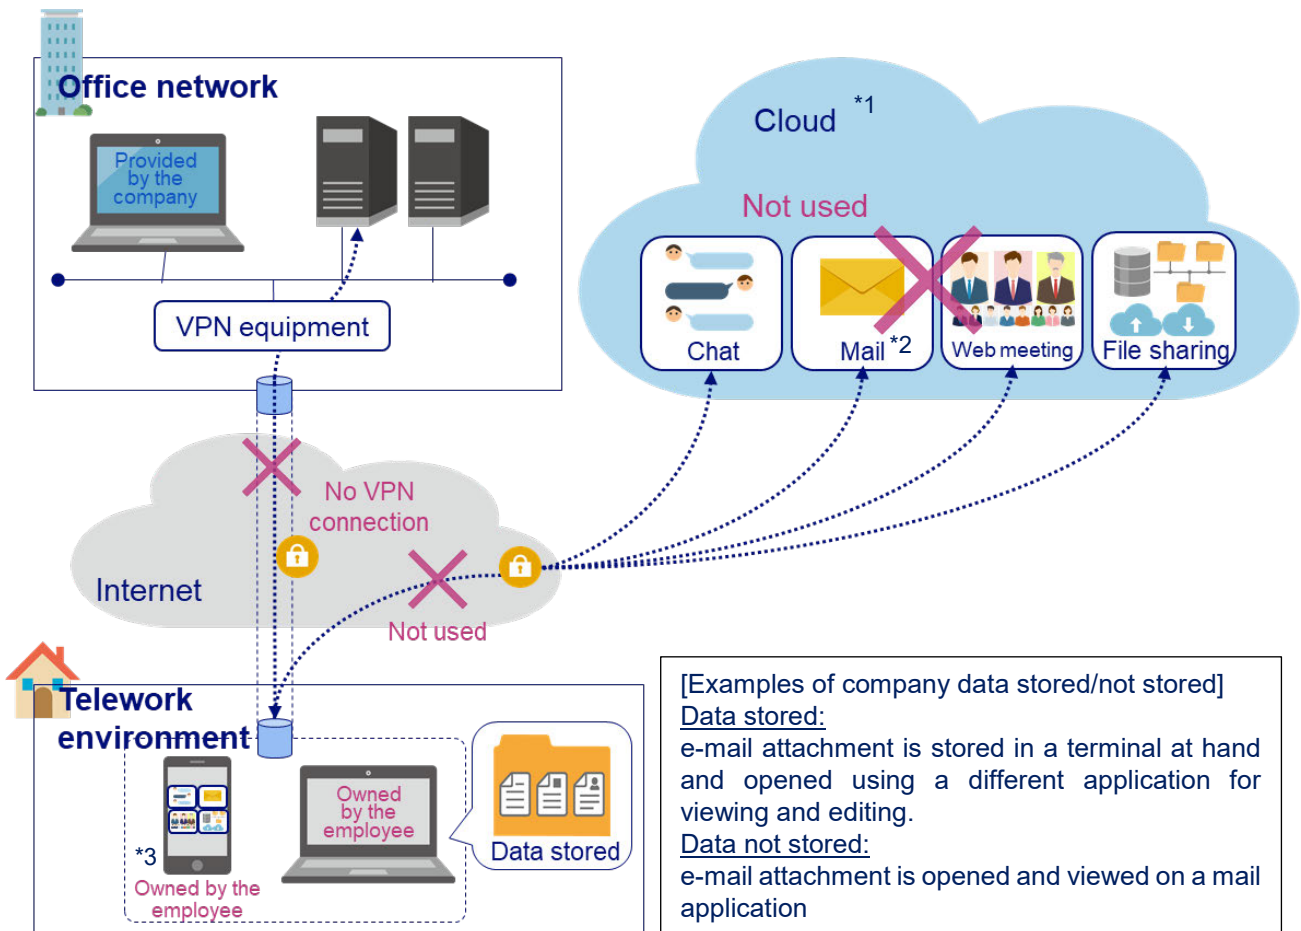 Office network
Provided
by the
company
VPN equipment
Cloud *1
Not used
Chat
Mail *2
Web meeting
File sharing
No VPN
connection
Internet
Not used
Telework
environment
*3
Owned by the
employee
Owned
by the
employee
Data stored
[Examples of company data stored/not stored]
Data stored:
e-mail attachment is stored in a terminal at hand
and opened using a different application for
viewing and editing.
Data not stored:
e-mail attachment is opened and viewed on a mail
application